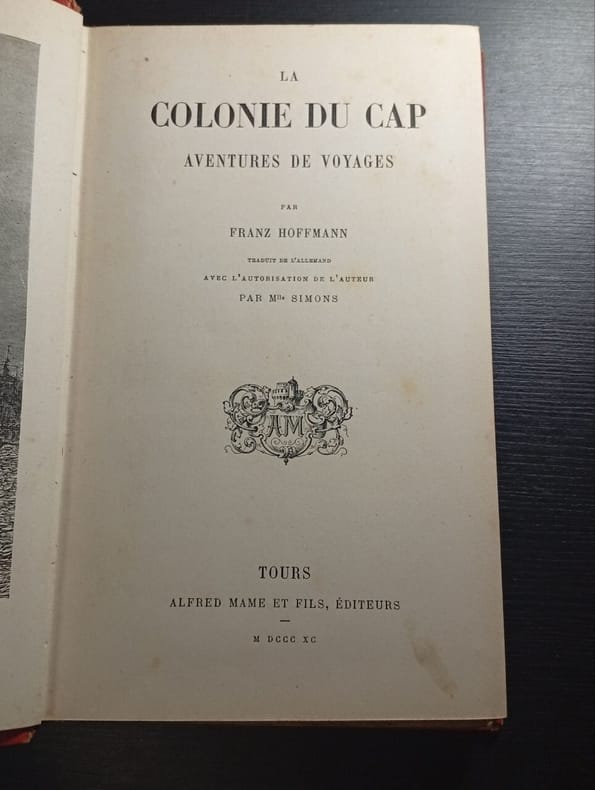 LA
COLONIE DU CAP
AVENTURES DE VOYAGES
PAR
FRANZ HOFFMANN
TRADUIT DE L'ALLEMAND
AVEC L'AUTORISATION DE L'AUTEUR
PAR Mlle SIMONS
AM
TOURS
ALFRED MAME ET FILS, ÉDITEURS
M DCCC XC